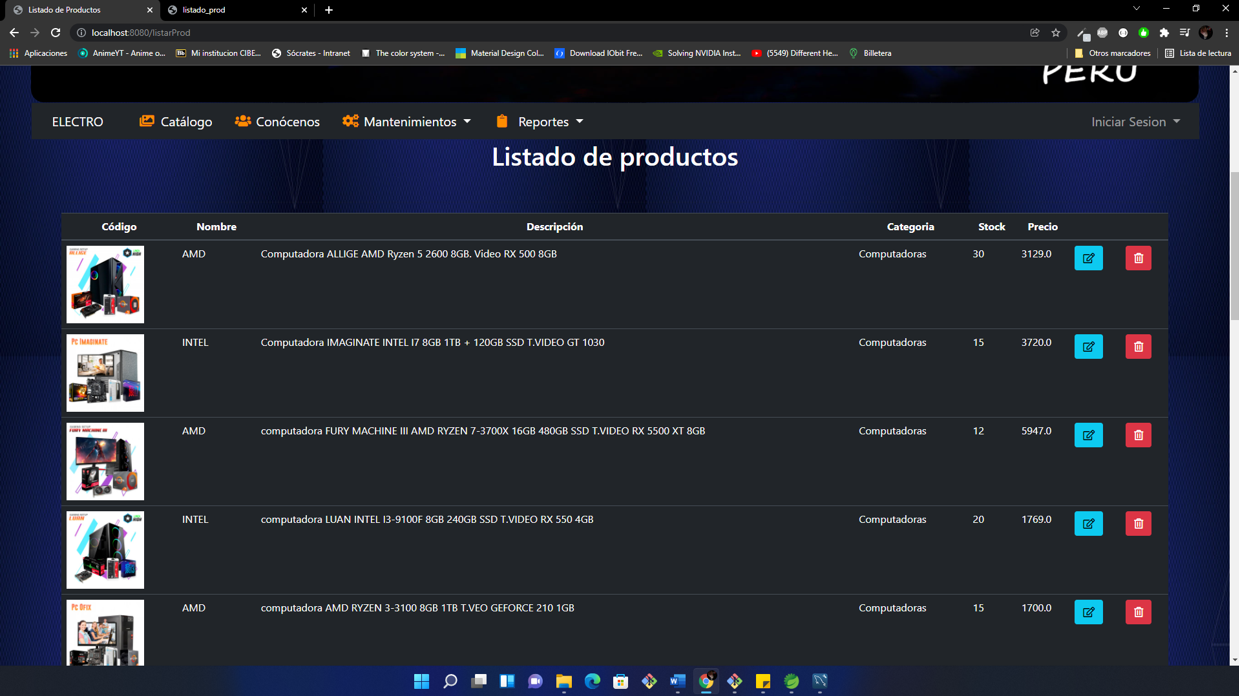 Listado de Productos
listado_prod
localhost:8080/listarProd
Aplicaciones
AnimeYT - Anime o...
Mi institucion CIBE...
Sócrates - Intranet
The color system -...
Material Design Col...
Download IObit Fre...
Solving NVIDIA Inst...
(5549) Different He...
Billetera
Otros marcadores
Lista de lectura
PERU
ELECTRO Catálogo Conócenos Mantenimientos Reportes Iniciar Sesion
Listado de productos
Código Nombre Descripción Categoria Stock Precio
AMD Computadora ALLIGE AMD Ryzen 5 2600 8GB. Video RX 500 8GB Computadoras 30 3129.0
PC IMAGINATE
INTEL Computadora IMAGINATE INTEL I7 8GB 1TB + 120GB SSD T.VIDEO GT 1030 Computadoras 15 3720.0
FURY MACHINE III
AMD computadora FURY MACHINE III AMD RYZEN 7-3700X 16GB 480GB SSD T.VIDEO RX 5500 XT 8GB Computadoras 12 5947.0
INTEL computadora LUAN INTEL I3-9100F 8GB 240GB SSD T.VIDEO RX 550 4GB Computadoras 20 1769.0
PC OFIX
AMD computadora AMD RYZEN 3-3100 8GB 1TB T.VEO GEFORCE 210 1GB Computadoras 15 1700.0